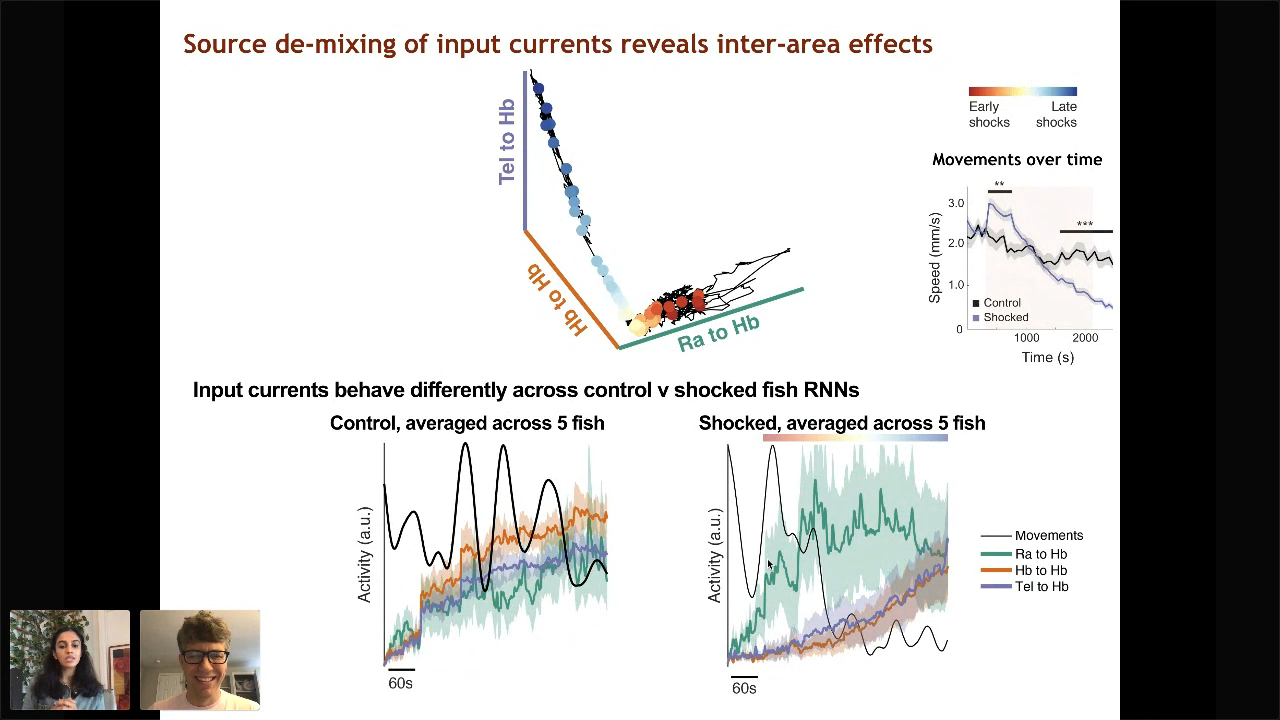 Source de-mixing of input currents reveals inter-area effects
Tel to Hb
Hb to Hb
Ra to Hb
Early shocks
Late shocks
Movements over time
**
***
Speed (mm/s)
3.0
2.0
1.0
0
Control
Shocked
1000
2000
Time (s)
Input currents behave differently across control v shocked fish RNNs
Control, averaged across 5 fish
Activity (a.u.)
60s
Shocked, averaged across 5 fish
Activity (a.u.)
60s
Movements
Ra to Hb
Hb to Hb
Tel to Hb